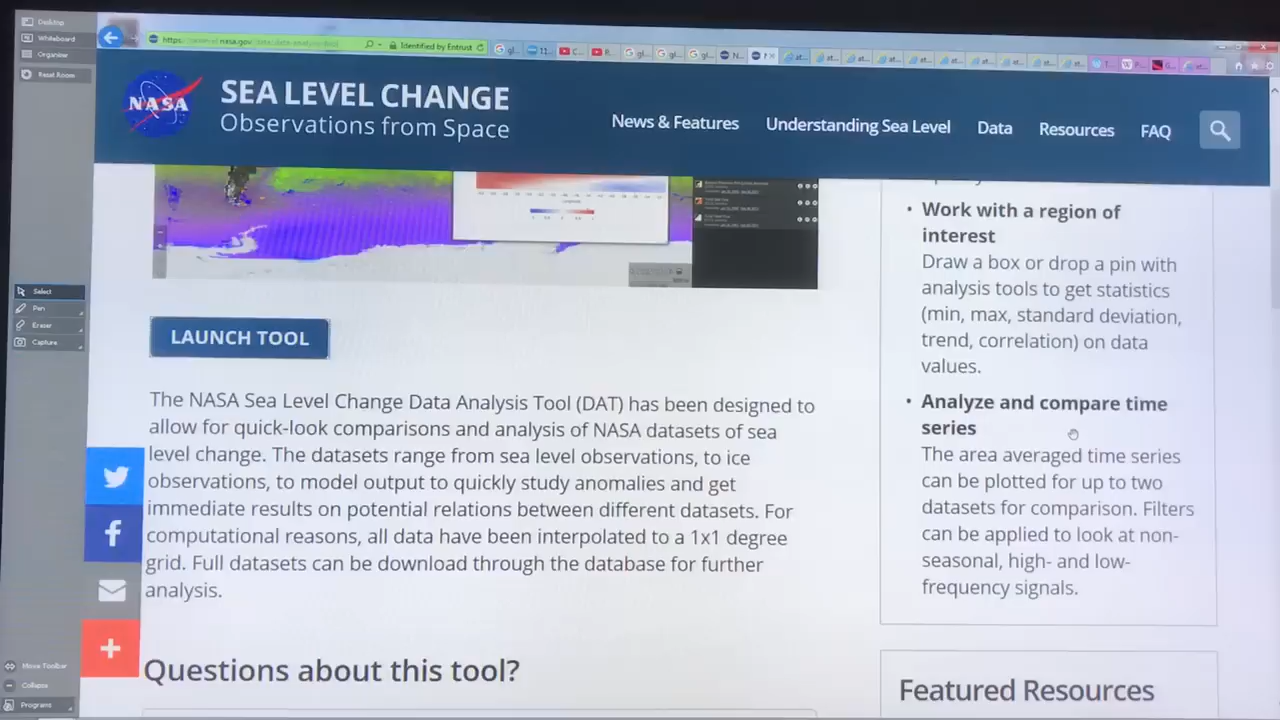 Desktop
Whiteboard
Organiser
Reset Room
Identified by Entrust
NASA
SEA LEVEL CHANGE
Observations from Space
News & Features
Understanding Sea Level
Data
Resources
FAQ
Select
Pen
Eraser
Capture
LAUNCH TOOL
The NASA Sea Level Change Data Analysis Tool (DAT) has been designed to
allow for quick-look comparisons and analysis of NASA datasets of sea
level change. The datasets range from sea level observations, to ice
observations, to model output to quickly study anomalies and get
immediate results on potential relations between different datasets. For
computational reasons, all data have been interpolated to a 1x1 degree
grid. Full datasets can be download through the database for further
analysis.
Questions about this tool?
• Work with a region of
interest
Draw a box or drop a pin with
analysis tools to get statistics
(min, max, standard deviation,
trend, correlation) on data
values.
• Analyze and compare time
series
The area averaged time series
can be plotted for up to two
datasets for comparison. Filters
can be applied to look at non-
seasonal, high- and low-
frequency signals.
Featured Resources
Move Toolbar
Collapse
Programs